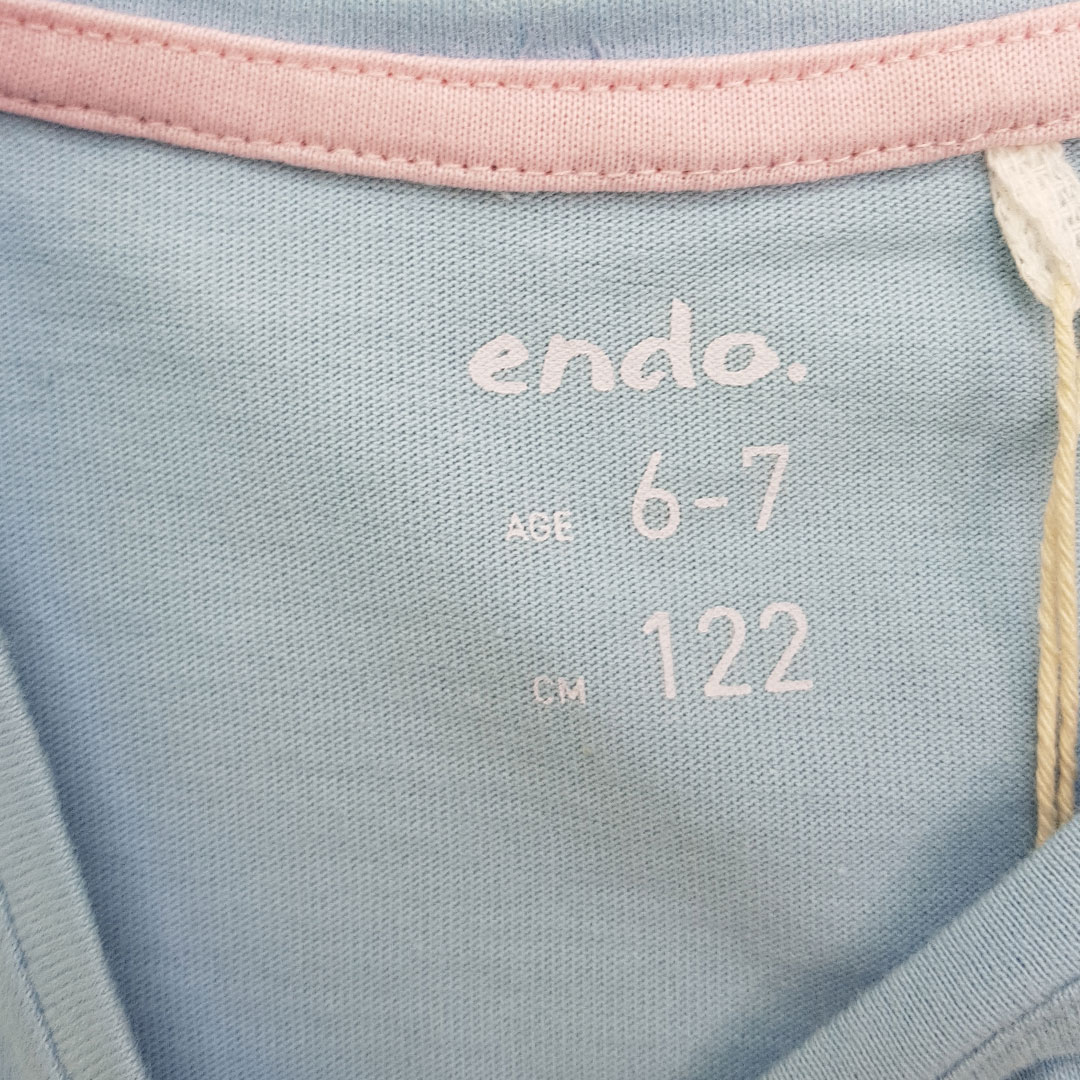 endo.
AGE 6-7
CM 122